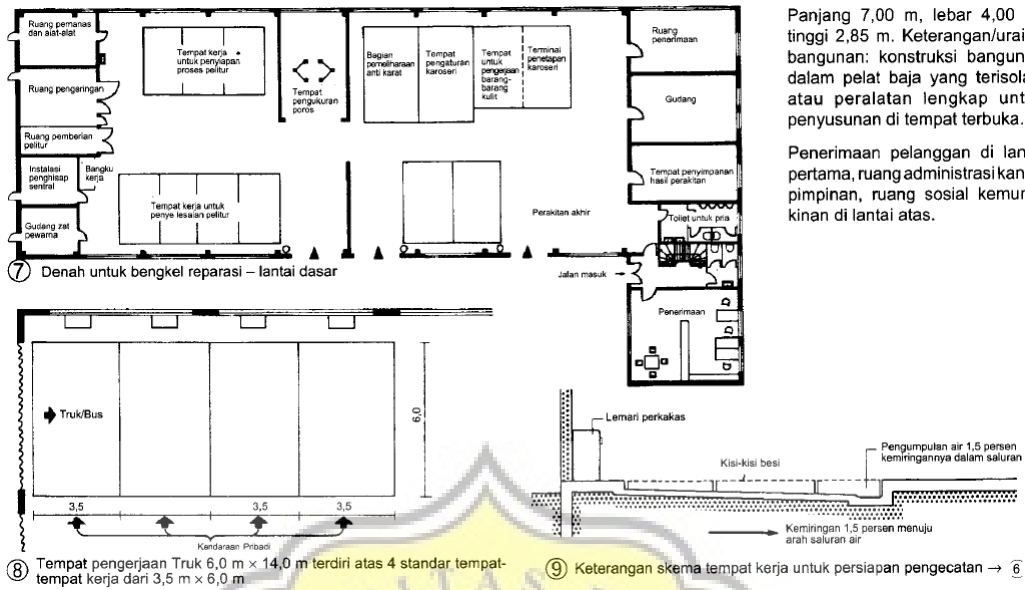 Ruang pemanas
dan alat-alat
Ruang pengaringan
Ruang pemberian
pelitur
Instalasi
penghisap
sentral
Bangku
kerja
Gudang zat
pewarna
Tempat kerja
untuk penyiapan
proses pelitur
Tempat
pengukuran
poros
Bagian
pemeliharaan
anti karat
Tempat
pengaturan
karoseri
Tempat
untuk
pengerjaan
barang-
barang
kulit
Terminal
penetapan
karoseri
Ruang
penerimaan
Gudang
Tempat penyimpanan
hasil perakitan
Toilet untuk pria
Tempat kerja untuk
penye lesaian pelitur
Perakitan akhir
Jalan masuk
Penerimaan
7 Denah untuk bengkel reparasi – lantai dasar
Panjang 7,00 m, lebar 4,00
tinggi 2,85 m. Keterangan/urai
bangunan: konstruksi bangun
dalam pelat baja yang terisola
atau peralatan lengkap unt
penyusunan di tempat terbuka.
Penerimaan pelanggan di lan
pertama, ruang administrasi kan
pimpinan, ruang sosial kemun
kinan di lantai atas.
Truk/Bus
6,0
3,5
3,5
3,5
Kendaraan Pribadi
8 Tempat pengerjaan Truk 6,0 m × 14,0 m terdiri atas 4 standar tempat-
tempat kerja dari 3,5 m × 6,0 m
Lemari perkakas
Kisi-kisi besi
Pengumpulan air 1,5 persen
kemiringannya dalam saluran
Kemiringan 1,5 persen menuju
arah saluran air
9 Keterangan skema tempat kerja untuk persiapan pengecatan → 6